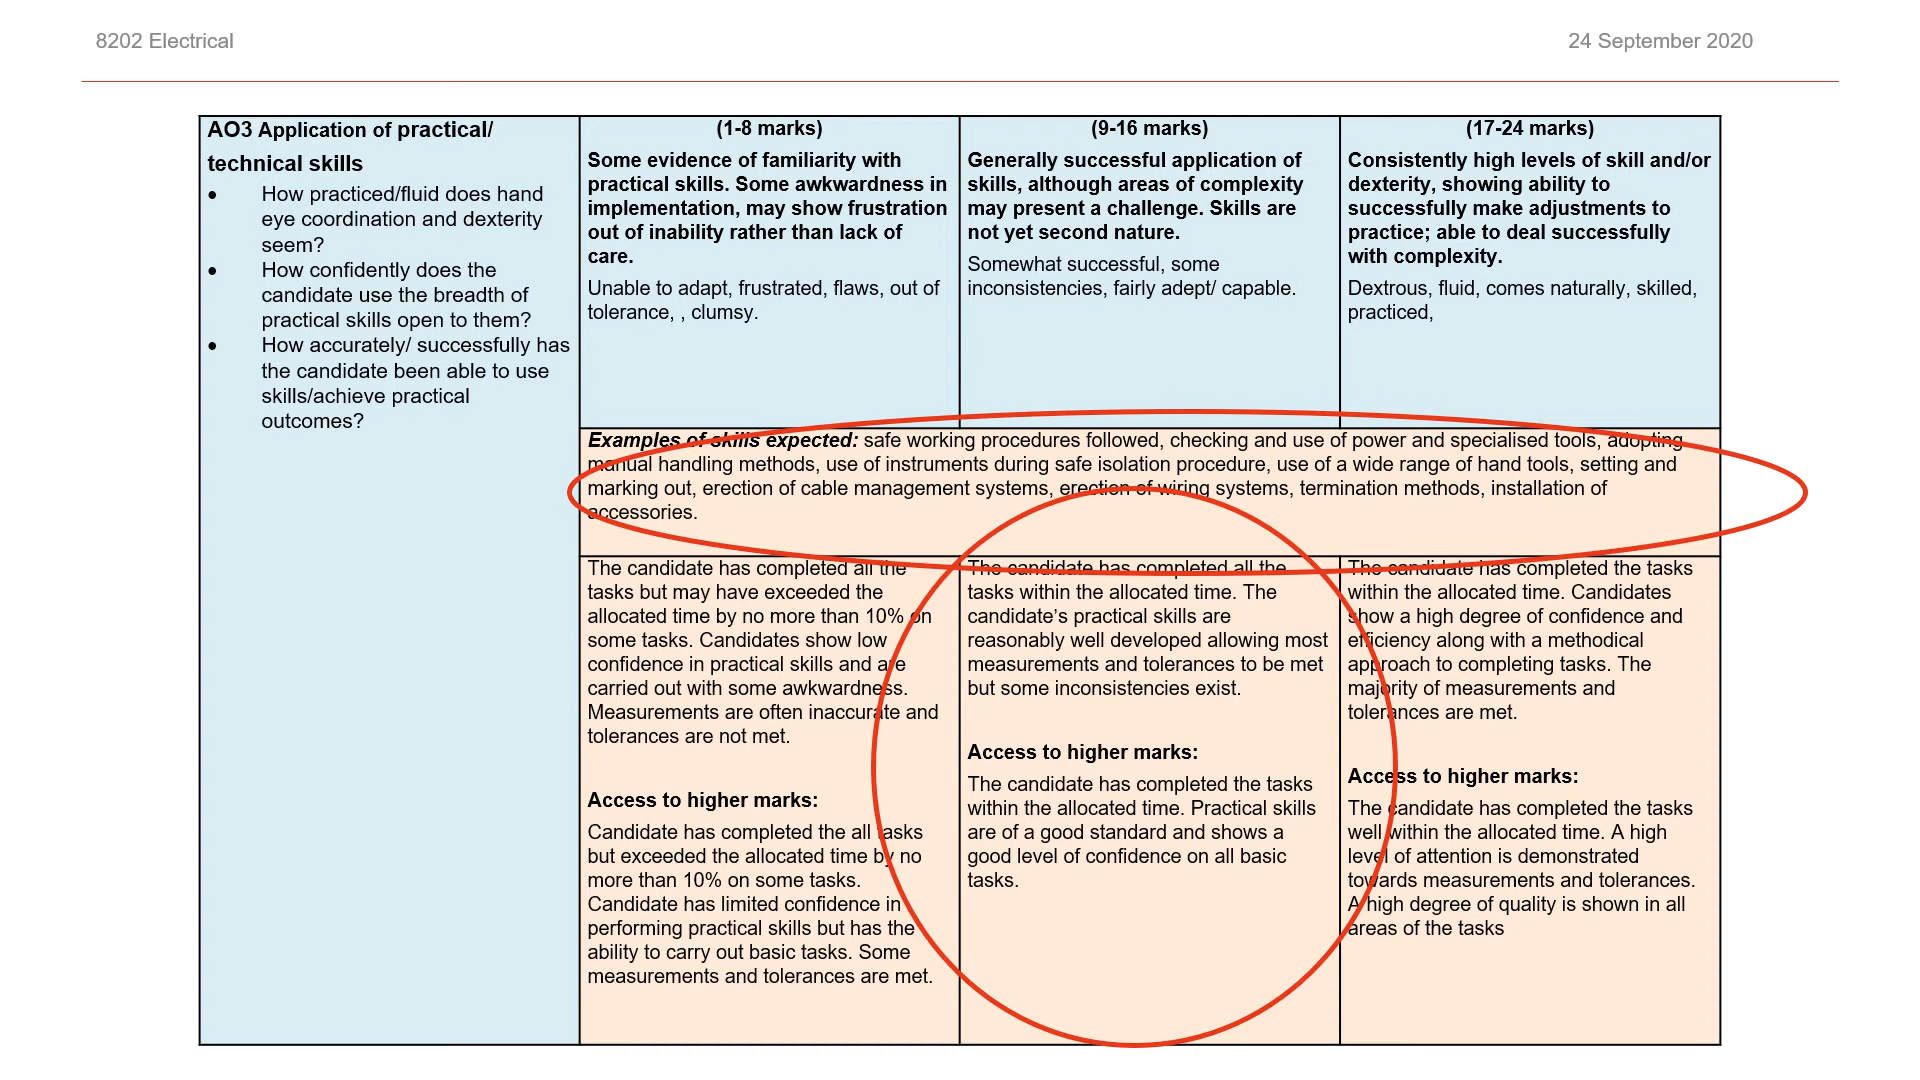 8202 Electrical
24 September 2020
AO3 Application of practical/
technical skills
• How practiced/fluid does hand
eye coordination and dexterity
seem?
• How confidently does the
candidate use the breadth of
practical skills open to them?
• How accurately/ successfully has
the candidate been able to use
skills/achieve practical
outcomes?
(1-8 marks)
Some evidence of familiarity with
practical skills. Some awkwardness in
implementation, may show frustration
out of inability rather than lack of
care.
Unable to adapt, frustrated, flaws, out of
tolerance, , clumsy.
(9-16 marks)
Generally successful application of
skills, although areas of complexity
may present a challenge. Skills are
not yet second nature.
Somewhat successful, some
inconsistencies, fairly adept/ capable.
(17-24 marks)
Consistently high levels of skill and/or
dexterity, showing ability to
successfully make adjustments to
practice; able to deal successfully
with complexity.
Dextrous, fluid, comes naturally, skilled,
practiced,
Examples of skills expected: safe working procedures followed, checking and use of power and specialised tools, adopting
manual handling methods, use of instruments during safe isolation procedure, use of a wide range of hand tools, setting and
marking out, erection of cable management systems, erection of wiring systems, termination methods, installation of
accessories.
The candidate has completed all the
tasks but may have exceeded the
allocated time by no more than 10% on
some tasks. Candidates show low
confidence in practical skills and are
carried out with some awkwardness.
Measurements are often inaccurate and
tolerances are not met.
Access to higher marks:
Candidate has completed the all tasks
but exceeded the allocated time by no
more than 10% on some tasks.
Candidate has limited confidence in
performing practical skills but has the
ability to carry out basic tasks. Some
measurements and tolerances are met.
The candidate has completed all the
tasks within the allocated time. The
candidate’s practical skills are
reasonably well developed allowing most
measurements and tolerances to be met
but some inconsistencies exist.
Access to higher marks:
The candidate has completed the tasks
within the allocated time. Practical skills
are of a good standard and shows a
good level of confidence on all basic
tasks.
The candidate has completed the tasks
within the allocated time. Candidates
show a high degree of confidence and
efficiency along with a methodical
approach to completing tasks. The
majority of measurements and
tolerances are met.
Access to higher marks:
The candidate has completed the tasks
well within the allocated time. A high
level of attention is demonstrated
towards measurements and tolerances.
A high degree of quality is shown in all
areas of the tasks